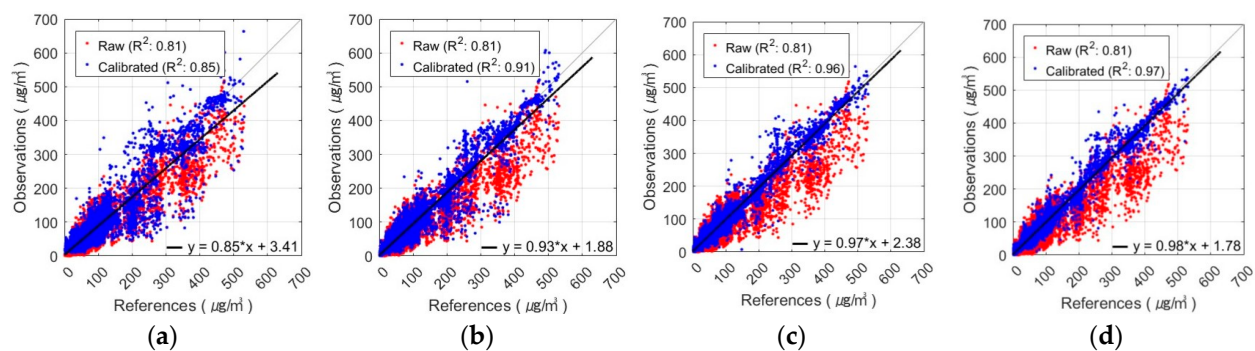 700
600
500
400
300
200
100
0
Observations ( μg/㎥ )
Raw (R²: 0.81)
Calibrated (R²: 0.85)
y = 0.85*x + 3.41
0 100 200 300 400 500 600 700
References ( μg/㎥ )
(a)
700
600
500
400
300
200
100
0
Observations ( μg/㎥ )
Raw (R²: 0.81)
Calibrated (R²: 0.91)
y = 0.93*x + 1.88
0 100 200 300 400 500 600 700
References ( μg/㎥ )
(b)
700
600
500
400
300
200
100
0
Observations ( μg/㎥ )
Raw (R²: 0.81)
Calibrated (R²: 0.96)
y = 0.97*x + 2.38
0 100 200 300 400 500 600 700
References ( μg/㎥ )
(c)
700
600
500
400
300
200
100
0
Observations ( μg/㎥ )
Raw (R²: 0.81)
Calibrated (R²: 0.97)
y = 0.98*x + 1.78
0 100 200 300 400 500 600 700
References ( μg/㎥ )
(d)